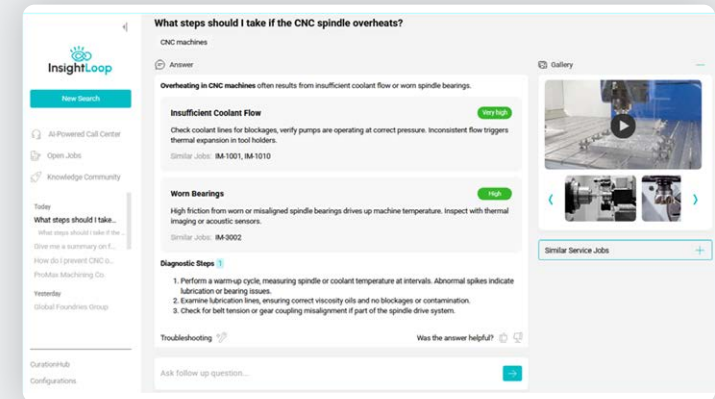 What steps should I take if the CNC spindle overheats?
CNC machines
InsightLoop
New Search
AI-Powered Call Center
Open Jobs
Knowledge Community
Today
What steps should I take...
What steps should I take if the ...
Give me a summary on f...
How do I prevent CNC o...
ProMax Machining Co.
Yesterday
Global Foundries Group
CurationHub
Configurations
Answer
Overheating in CNC machines often results from insufficient coolant flow or worn spindle bearings.
Insufficient Coolant Flow
Very high
Check coolant lines for blockages, verify pumps are operating at correct pressure. Inconsistent flow triggers
thermal expansion in tool holders.
Similar Jobs: IM-1001, IM-1010
Worn Bearings
High
High friction from worn or misaligned spindle bearings drives up machine temperature. Inspect with thermal
imaging or acoustic sensors.
Similar Job: IM-3002
Diagnostic Steps 1
1. Perform a warm-up cycle, measuring spindle or coolant temperature at intervals. Abnormal spikes indicate
lubrication or bearing issues.
2. Examine lubrication lines, ensuring correct viscosity oils and no blockages or contamination.
3. Check for belt tension or gear coupling misalignment if part of the spindle drive system.
Troubleshooting
Was the answer helpful?
Ask follow up question...
Gallery
Similar Service Jobs